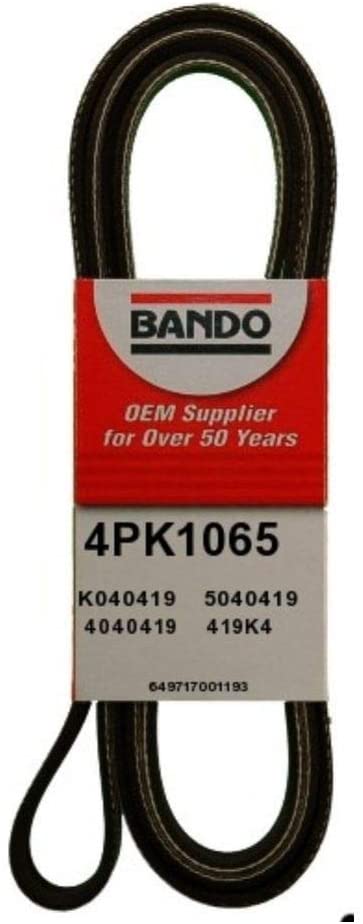 BANDO
OEM Supplier
for Over 50 Years
4PK1065
K040419 5040419
4040419 419K4
649717001193